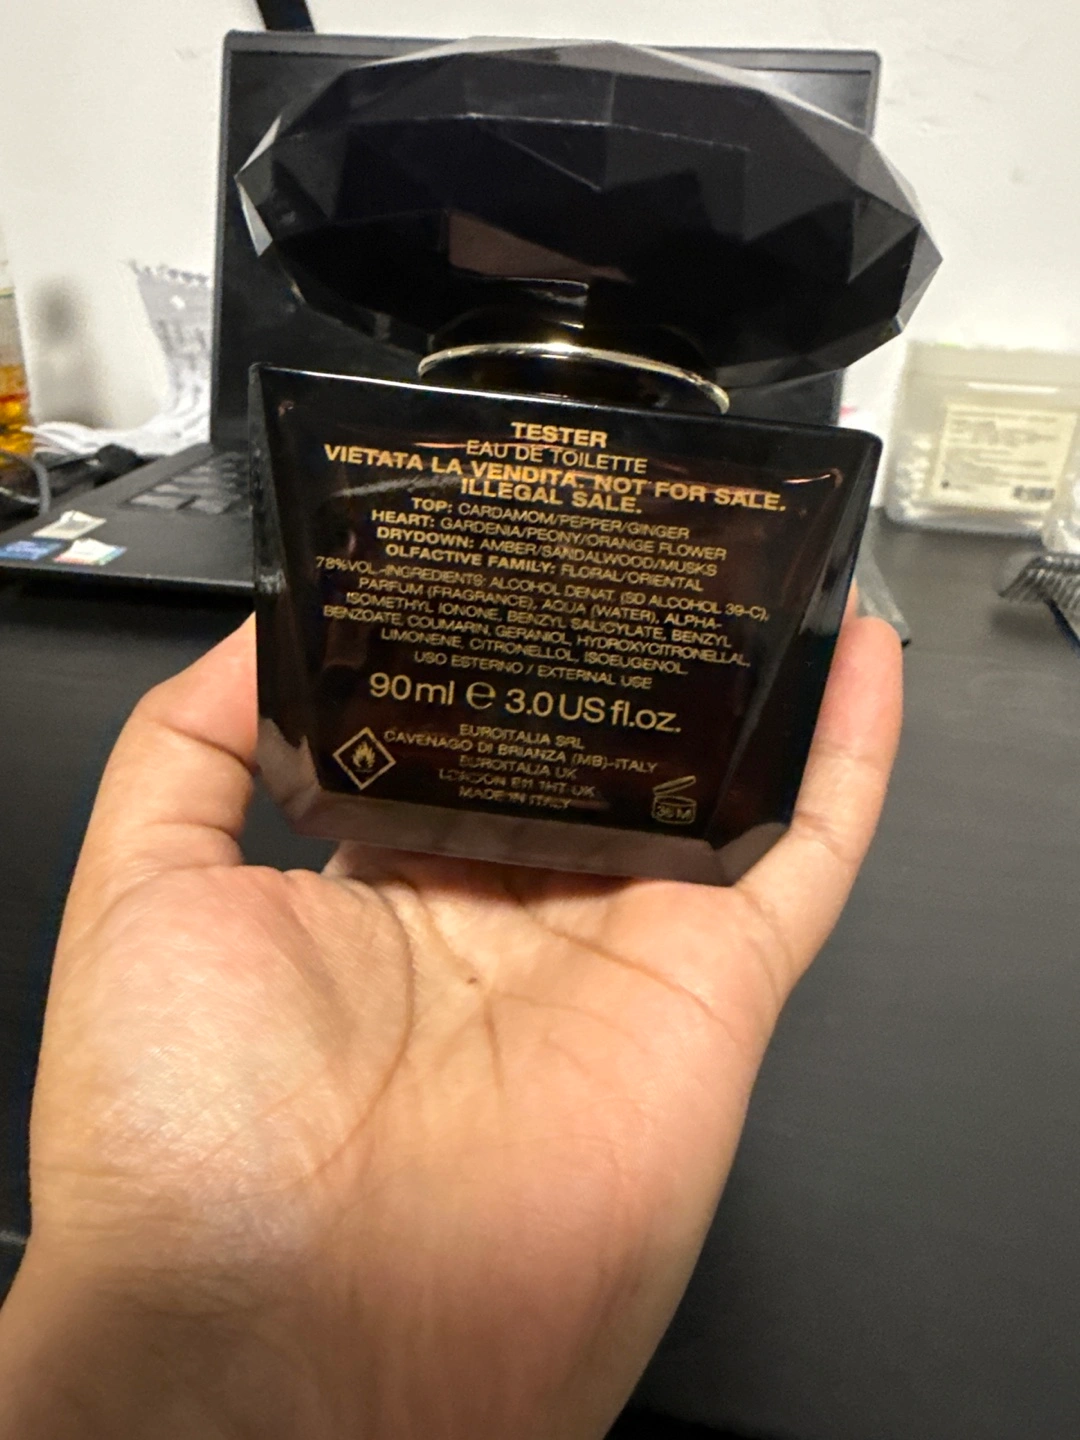 TESTER
EAU DE TOILETTE
VIETATA LA VENDITA. NOT FOR SALE.
ILLEGAL SALE.
TOP: CARDAMOM/PEPPER/GINGER
HEART: GARDENIA/PEONY/ORANGE FLOWER
DRYDOWN: AMBER/SANDALWOOD/MUSKS
OLFACTIVE FAMILY: FLORAL/ORIENTAL
78%VOL-INGREDIENTS: ALCOHOL DENAT. (SD ALCOHOL 39-C),
PARFUM (FRAGRANCE), AQUA (WATER), ALPHA-
ISOMETHYL IONONE, BENZYL SALICYLATE, BENZYL
BENZOATE, COUMARIN, GERANIOL, HYDROXYCITRONELLAL,
LIMONENE, CITRONELLOL, ISOEUGENOL.
USO ESTERNO / EXTERNAL USE
90ml ℮ 3.0 US fl.oz.
EUROITALIA SRL
CAVENAGO DI BRIANZA (MB)-ITALY
EUROITALIA UK
LONDON E11 1HT UK
MADE IN ITALY
36 M